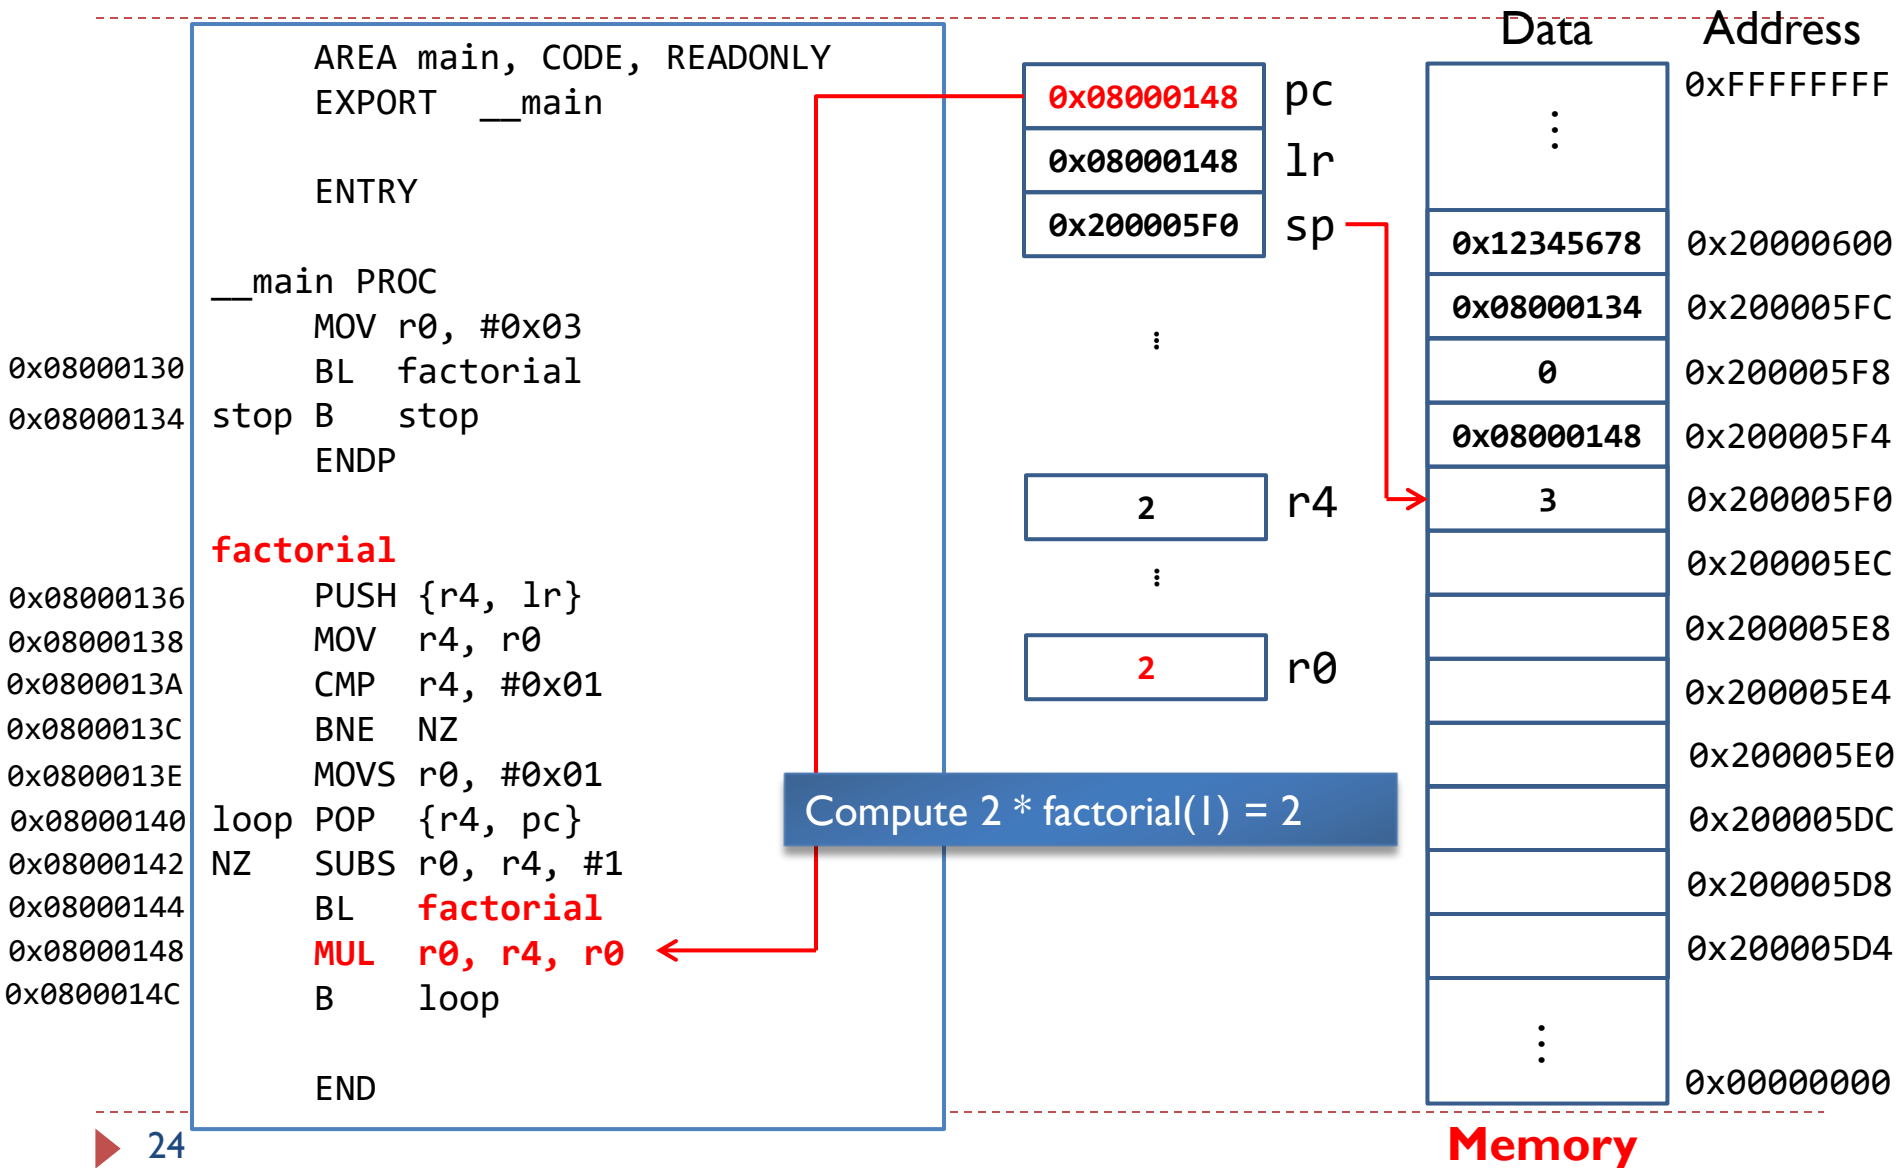 AREA main, CODE, READONLY
EXPORT __main
ENTRY
__main PROC
MOV r0, #0x03
0x08000130 BL factorial
0x08000134 stop B stop
ENDP
factorial
0x08000136 PUSH {r4, lr}
0x08000138 MOV r4, r0
0x0800013A CMP r4, #0x01
0x0800013C BNE NZ
0x0800013E MOVS r0, #0x01
0x08000140 loop POP {r4, pc}
0x08000142 NZ SUBS r0, r4, #1
0x08000144 BL factorial
0x08000148 MUL r0, r4, r0
0x0800014C B loop
END
0x08000148 pc
0x08000148 lr
0x200005F0 sp
⋮
2 r4
⋮
2 r0
Compute 2 * factorial(1) = 2
Data Address
0xFFFFFFFF
⋮
0x12345678 0x20000600
0x08000134 0x200005FC
0 0x200005F8
0x08000148 0x200005F4
3 0x200005F0
0x200005EC
0x200005E8
0x200005E4
0x200005E0
0x200005DC
0x200005D8
0x200005D4
⋮
0x00000000
Memory
24